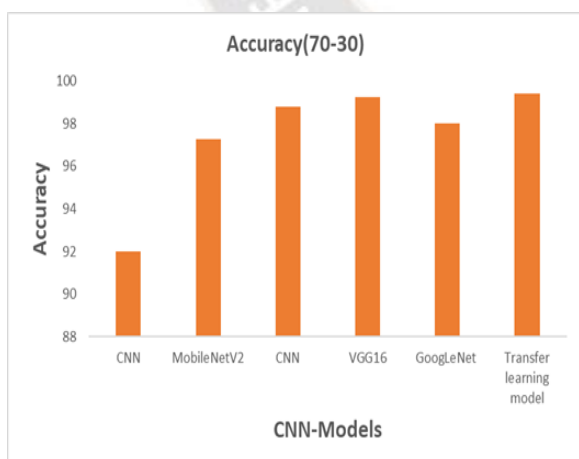 Accuracy(70-30)
100
98
96
94
92
90
88
Accuracy
CNN MobileNetV2 CNN VGG16 GoogLeNet Transfer
learning
model
CNN-Models